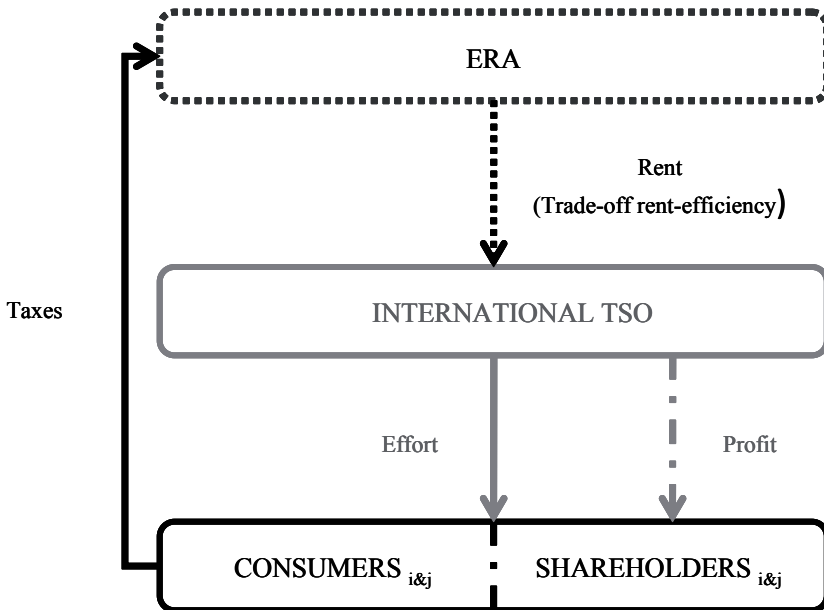 ERA
Rent
(Trade-off rent-efficiency)
INTERNATIONAL TSO
Taxes
Effort
Profit
CONSUMERS i&j
SHAREHOLDERS i&j